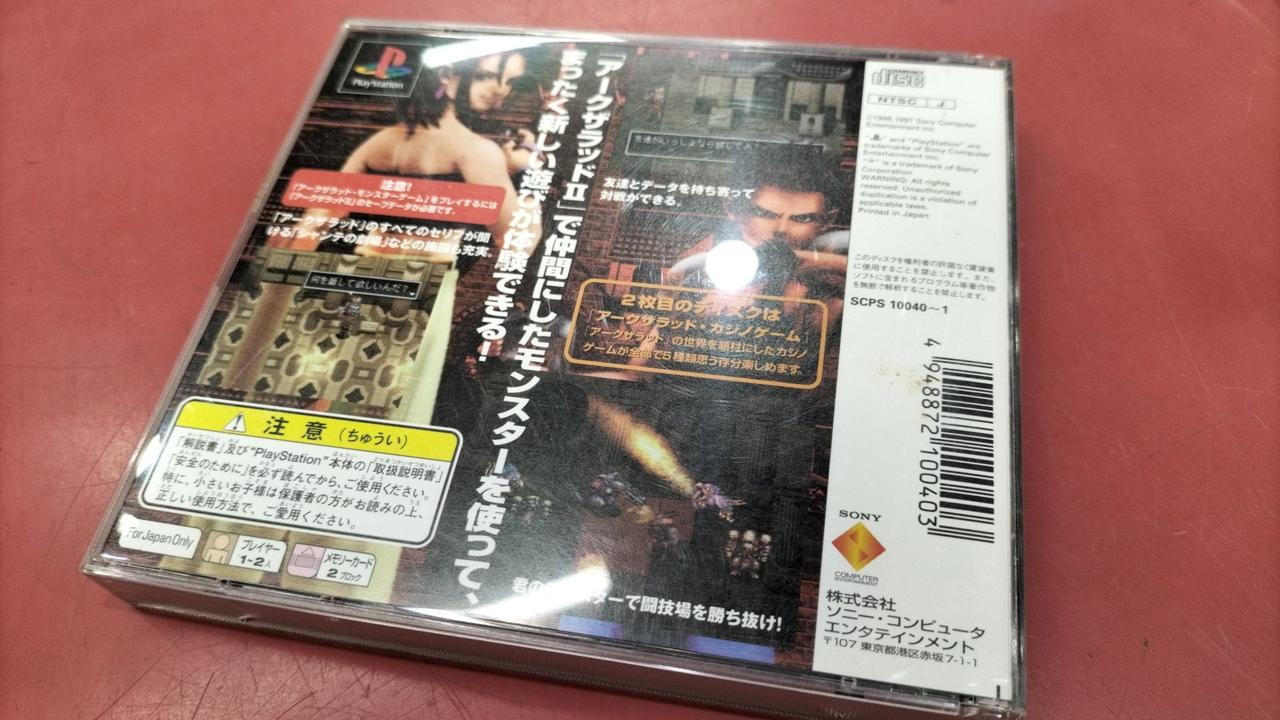 PlayStation
「アークザラッドⅡ」で仲間にしたモンスターを使って、
まったく新しい遊びが体験できる!
注意!
「アークザラッド・モンスターゲーム」をプレイするには
「アークザラッドⅡ」のセーブデータが必要です。
「アークザラッド」のすべてのセリフが聞
ける「シャンテの劇場」などの施設も充実。
何を話して欲しいんだ?
友達とデータを持ち寄って
対戦ができる。
2枚目のディスクは
「アークザラッド・カジノゲーム」
「アークザラッド」の世界を題材にしたカジノ
ゲームが全部で5種類思う存分楽しめます。
君の
ターで闘技場を勝ち抜け!
注意(ちゅうい)
「解説書」及び"PlayStation"本体の「取扱説明書」
「安全のために」を必ず読んでから、ご使用ください。
特に、小さいお子様は保護者の方がお読みの上、
正しい使用方法で、ご愛用ください。
For Japan Only
プレイヤー
1~2人
メモリーカード
2ブロック
COMPACT
disc
NTSC J
©1996,1997 Sony Computer
Entertainment Inc.
" " and "PlayStation" are
trademarks of Sony Computer
Entertainment Inc.
" " is a trademark of Sony
Corporation
WARNING: All rights
reserved. Unauthorized
duplication is a violation of
applicable laws.
Printed in Japan
このディスクを権利者の許諾なく賃貸業
に使用することを禁止します。また、
ソフトに含まれるプログラム等著作物
を無断で解析することを禁止します。
SCPS 10040~1
4 948872 100403
SONY
COMPUTER
ENTERTAINMENT
株式会社
ソニー・コンピュータ
エンタテインメント
〒107 東京都港区赤坂7-1-1